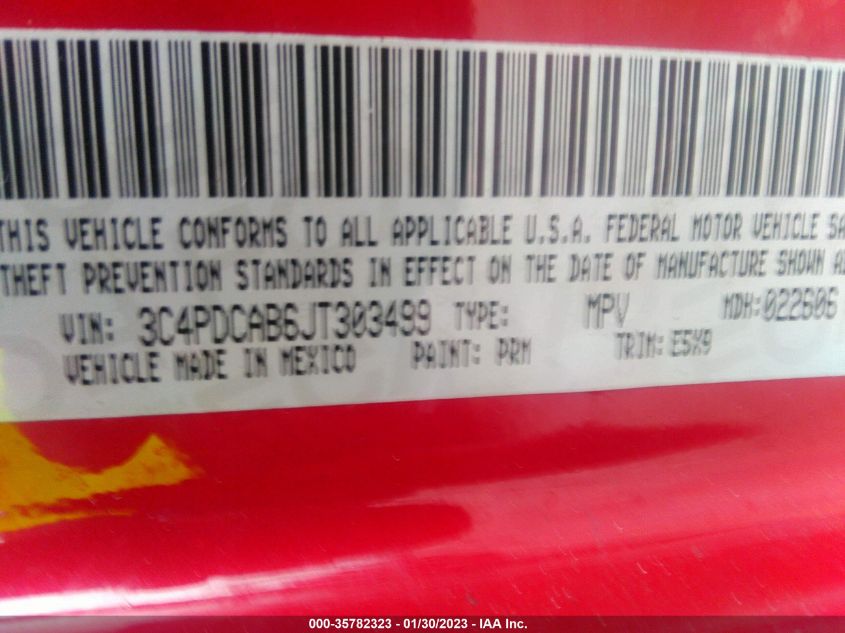 THIS VEHICLE CONFORMS TO ALL APPLICABLE U.S.A. FEDERAL MOTOR VEHICLE SA
THEFT PREVENTION STANDARDS IN EFFECT ON THE DATE OF MANUFACTURE SHOWN A
VIN: 3C4PDCAB6JT303499 TYPE: MPV MDH:022606
VEHICLE MADE IN MEXICO PAINT: PRM TRIM: E5X9
000-35782323 - 01/30/2023 - IAA Inc.